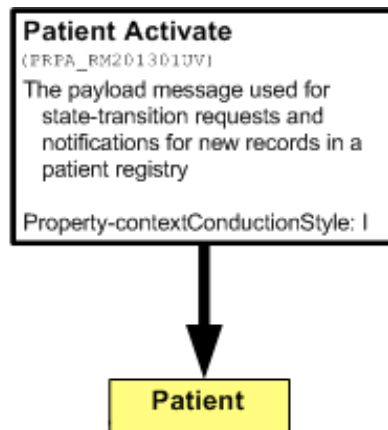 Patient Activate
(PRPA_RM201301UV)
The payload message used for
state-transition requests and
notifications for new records in a
patient registry
Property-contextConductionStyle: I
Patient